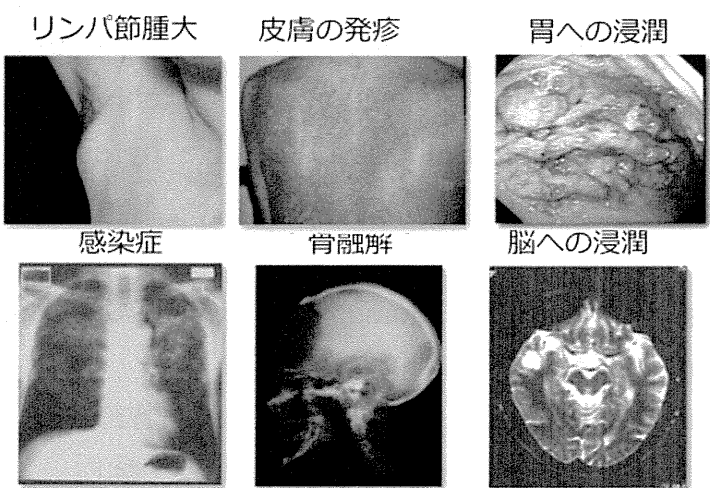 リンパ節腫大
皮膚の発疹
胃への浸潤
感染症
骨融解
脳への浸潤